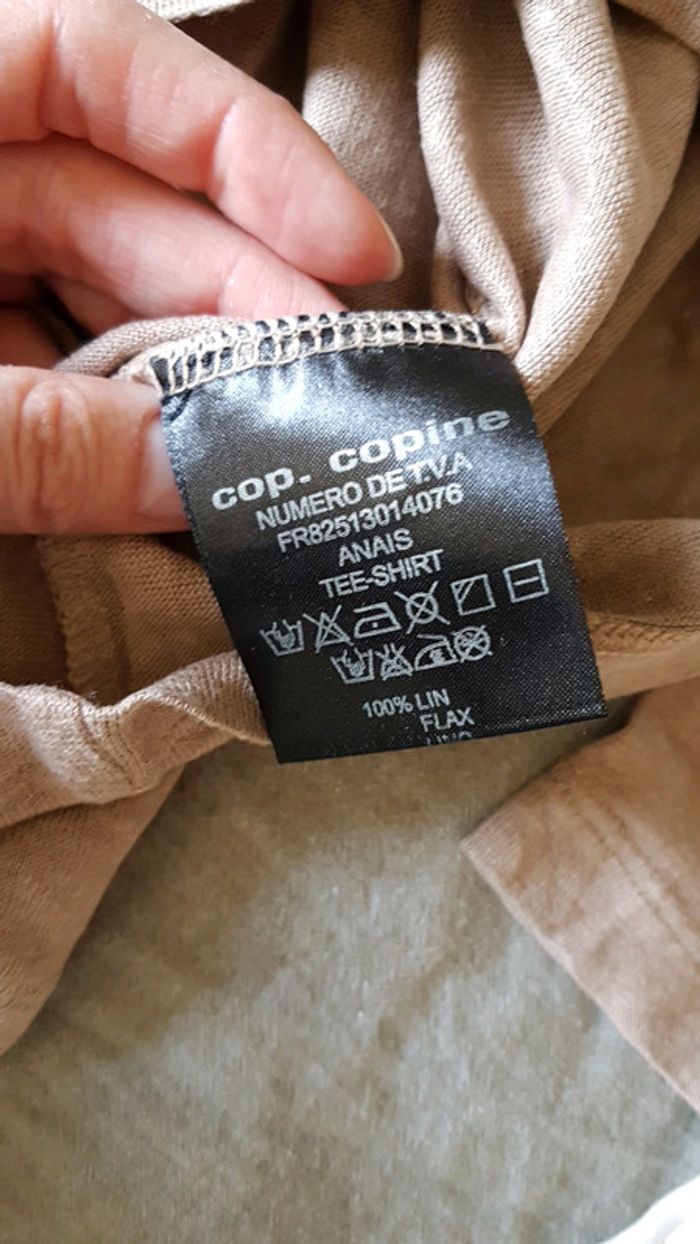 cop. copine
NUMERO DE T.V.A
FR82513014076
ANAIS
TEE-SHIRT
100% LIN
FLAX